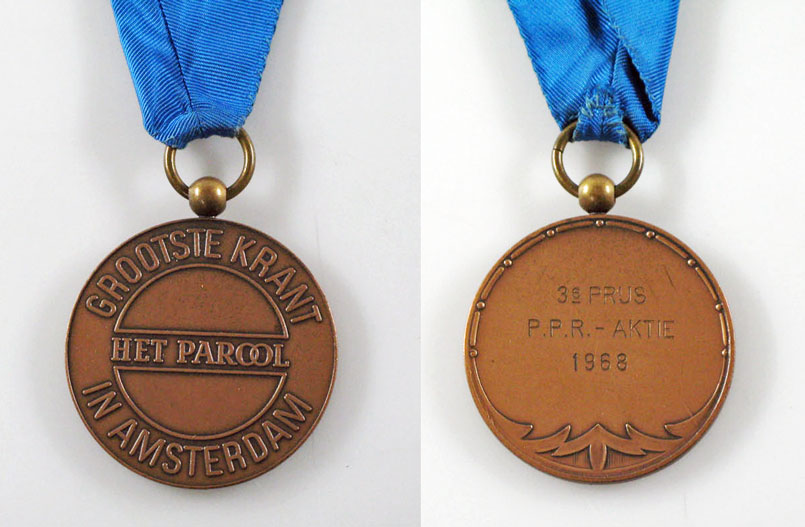 GROOTSTE KRANT
HET PAROOL
IN AMSTERDAM
3e PRIJS
P.P.R. - AKTIE
1968